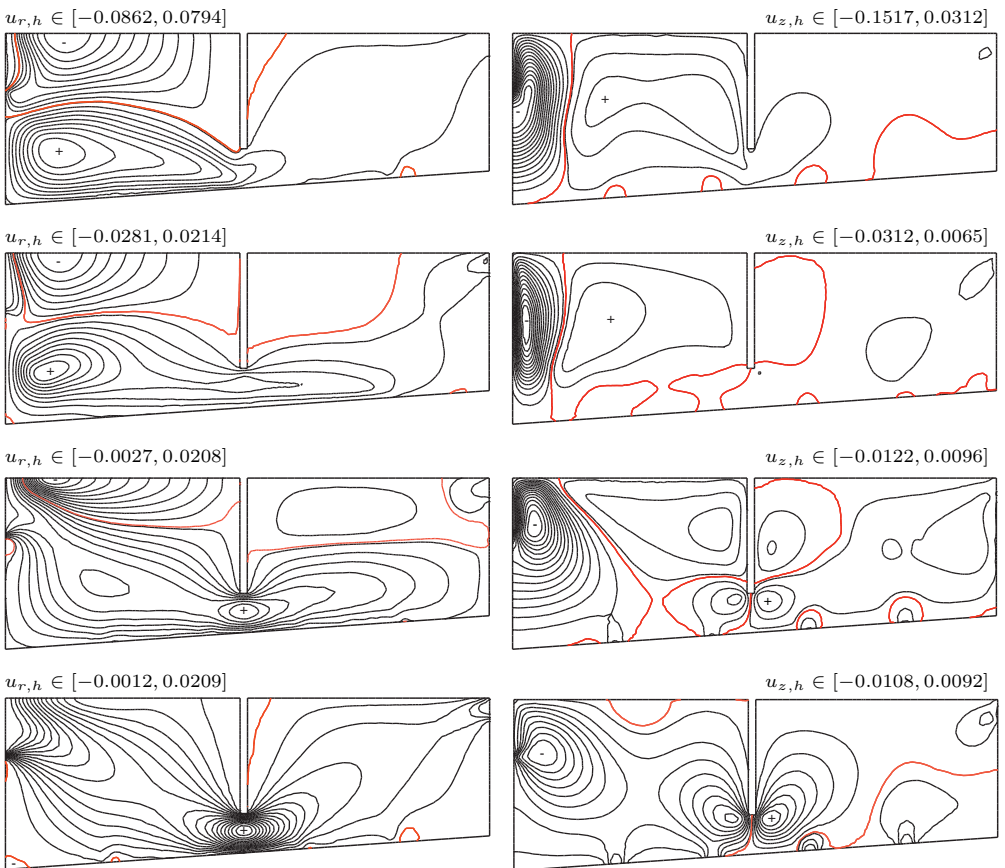 u_{r,h} ∈ [−0.0862, 0.0794]
u_{z,h} ∈ [−0.1517, 0.0312]
-
+
+
-
u_{r,h} ∈ [−0.0281, 0.0214]
u_{z,h} ∈ [−0.0312, 0.0065]
-
+
+
-
u_{r,h} ∈ [−0.0027, 0.0208]
u_{z,h} ∈ [−0.0122, 0.0096]
-
+
-
+
u_{r,h} ∈ [−0.0012, 0.0209]
u_{z,h} ∈ [−0.0108, 0.0092]
+
-
-
+